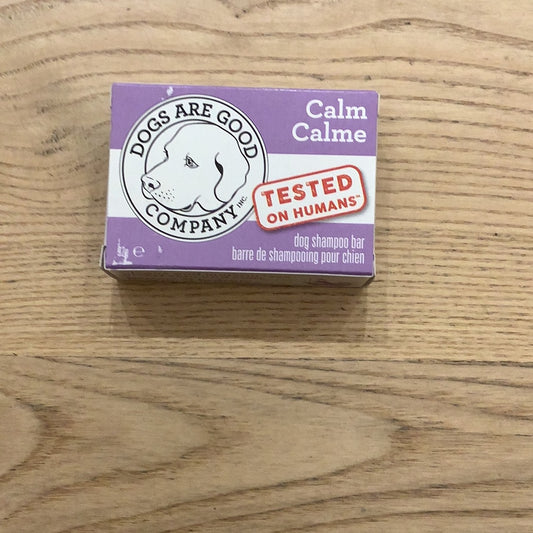 DOGS ARE GOOD
COMPANY INC.
Calm
Calme
TESTED
ON HUMANS™
dog shampoo bar
barre de shampooing pour chien
℮